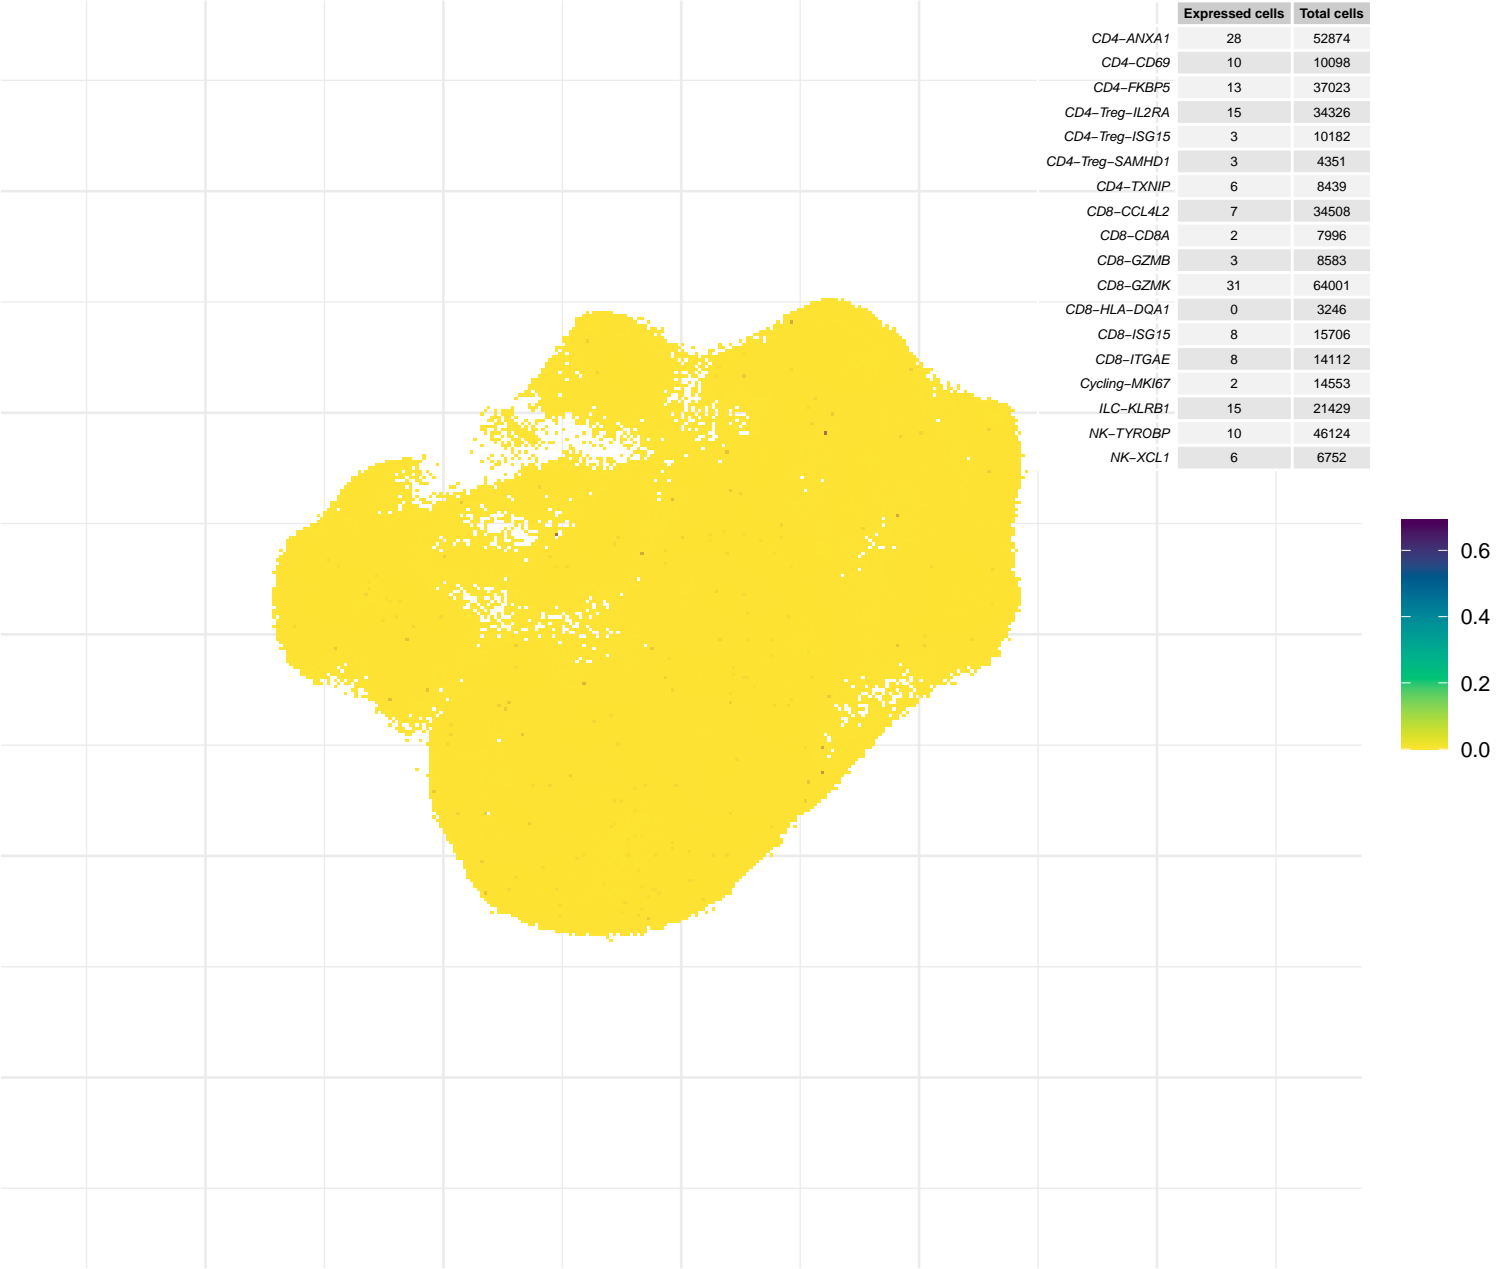 Expressed cells Total cells
CD4−ANXA1 28 52874
CD4−CD69 10 10098
CD4−FKBP5 13 37023
CD4−Treg−IL2RA 15 34326
CD4−Treg−ISG15 3 10182
CD4−Treg−SAMHD1 3 4351
CD4−TXNIP 6 8439
CD8−CCL4L2 7 34508
CD8−CD8A 2 7996
CD8−GZMB 3 8583
CD8−GZMK 31 64001
CD8−HLA−DQA1 0 3246
CD8−ISG15 8 15706
CD8−ITGAE 8 14112
Cycling−MKI67 2 14553
ILC−KLRB1 15 21429
NK−TYROBP 10 46124
NK−XCL1 6 6752
0.6
0.4
0.2
0.0